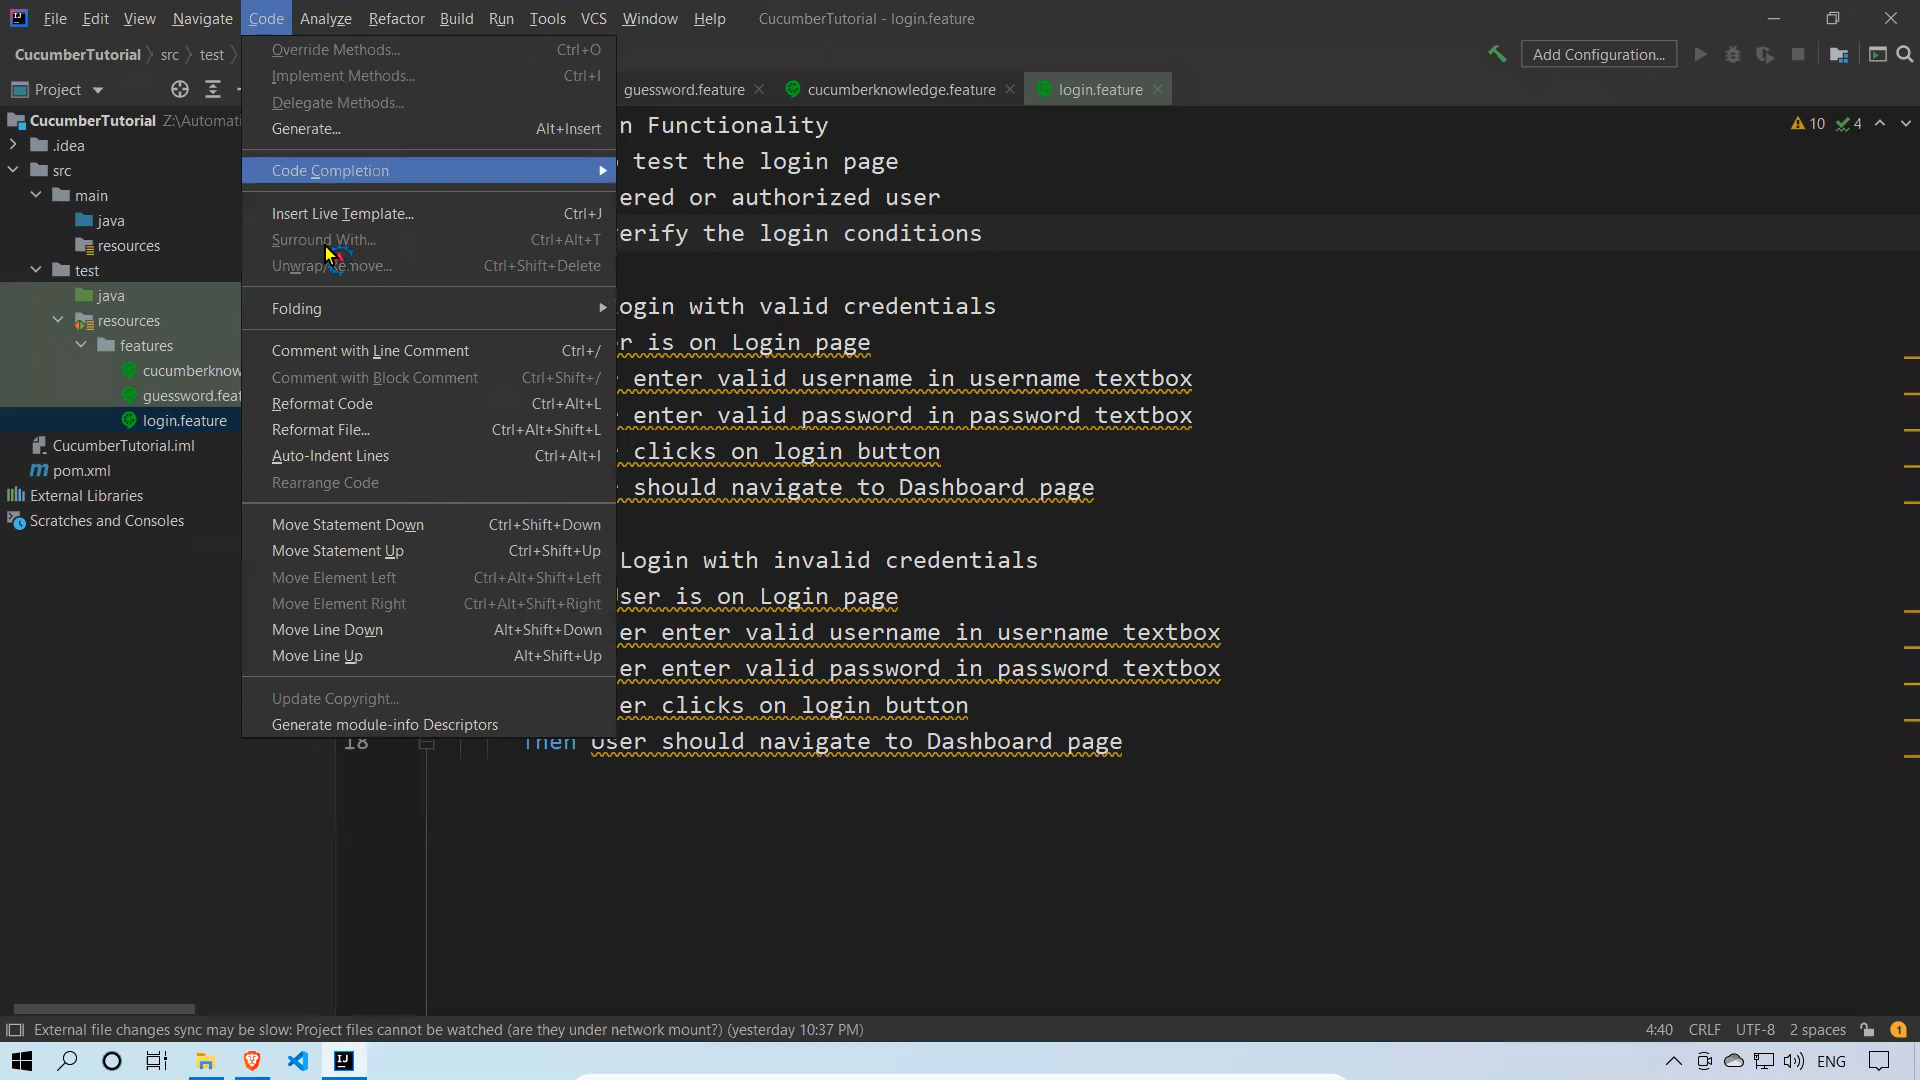 File Edit View Navigate Code Analyze Refactor Build Run Tools VCS Window Help CucumberTutorial - login.feature
CucumberTutorial src test Add Configuration...
Project guessword.feature cucumberknowledge.feature login.feature
CucumberTutorial Z:\Automati
.idea
src
main
java
resources
test
java
resources
features
cucumberknow
guessword.feat
login.feature
CucumberTutorial.iml
pom.xml
External Libraries
Scratches and Consoles
Override Methods... Ctrl+O
Implement Methods... Ctrl+I
Delegate Methods...
Generate... Alt+Insert
Code Completion
Insert Live Template... Ctrl+J
Surround With... Ctrl+Alt+T
Unwrap/Remove... Ctrl+Shift+Delete
Folding
Comment with Line Comment Ctrl+/
Comment with Block Comment Ctrl+Shift+/
Reformat Code Ctrl+Alt+L
Reformat File... Ctrl+Alt+Shift+L
Auto-Indent Lines Ctrl+Alt+I
Rearrange Code
Move Statement Down Ctrl+Shift+Down
Move Statement Up Ctrl+Shift+Up
Move Element Left Ctrl+Alt+Shift+Left
Move Element Right Ctrl+Alt+Shift+Right
Move Line Down Alt+Shift+Down
Move Line Up Alt+Shift+Up
Update Copyright...
Generate module-info Descriptors
n Functionality
test the login page
ered or authorized user
erify the login conditions
ogin with valid credentials
r is on Login page
enter valid username in username textbox
enter valid password in password textbox
clicks on login button
should navigate to Dashboard page
Login with invalid credentials
ser is on Login page
er enter valid username in username textbox
er enter valid password in password textbox
er clicks on login button
18 Then User should navigate to Dashboard page
10 4
External file changes sync may be slow: Project files cannot be watched (are they under network mount?) (yesterday 10:37 PM) 4:40 CRLF UTF-8 2 spaces 1
ENG